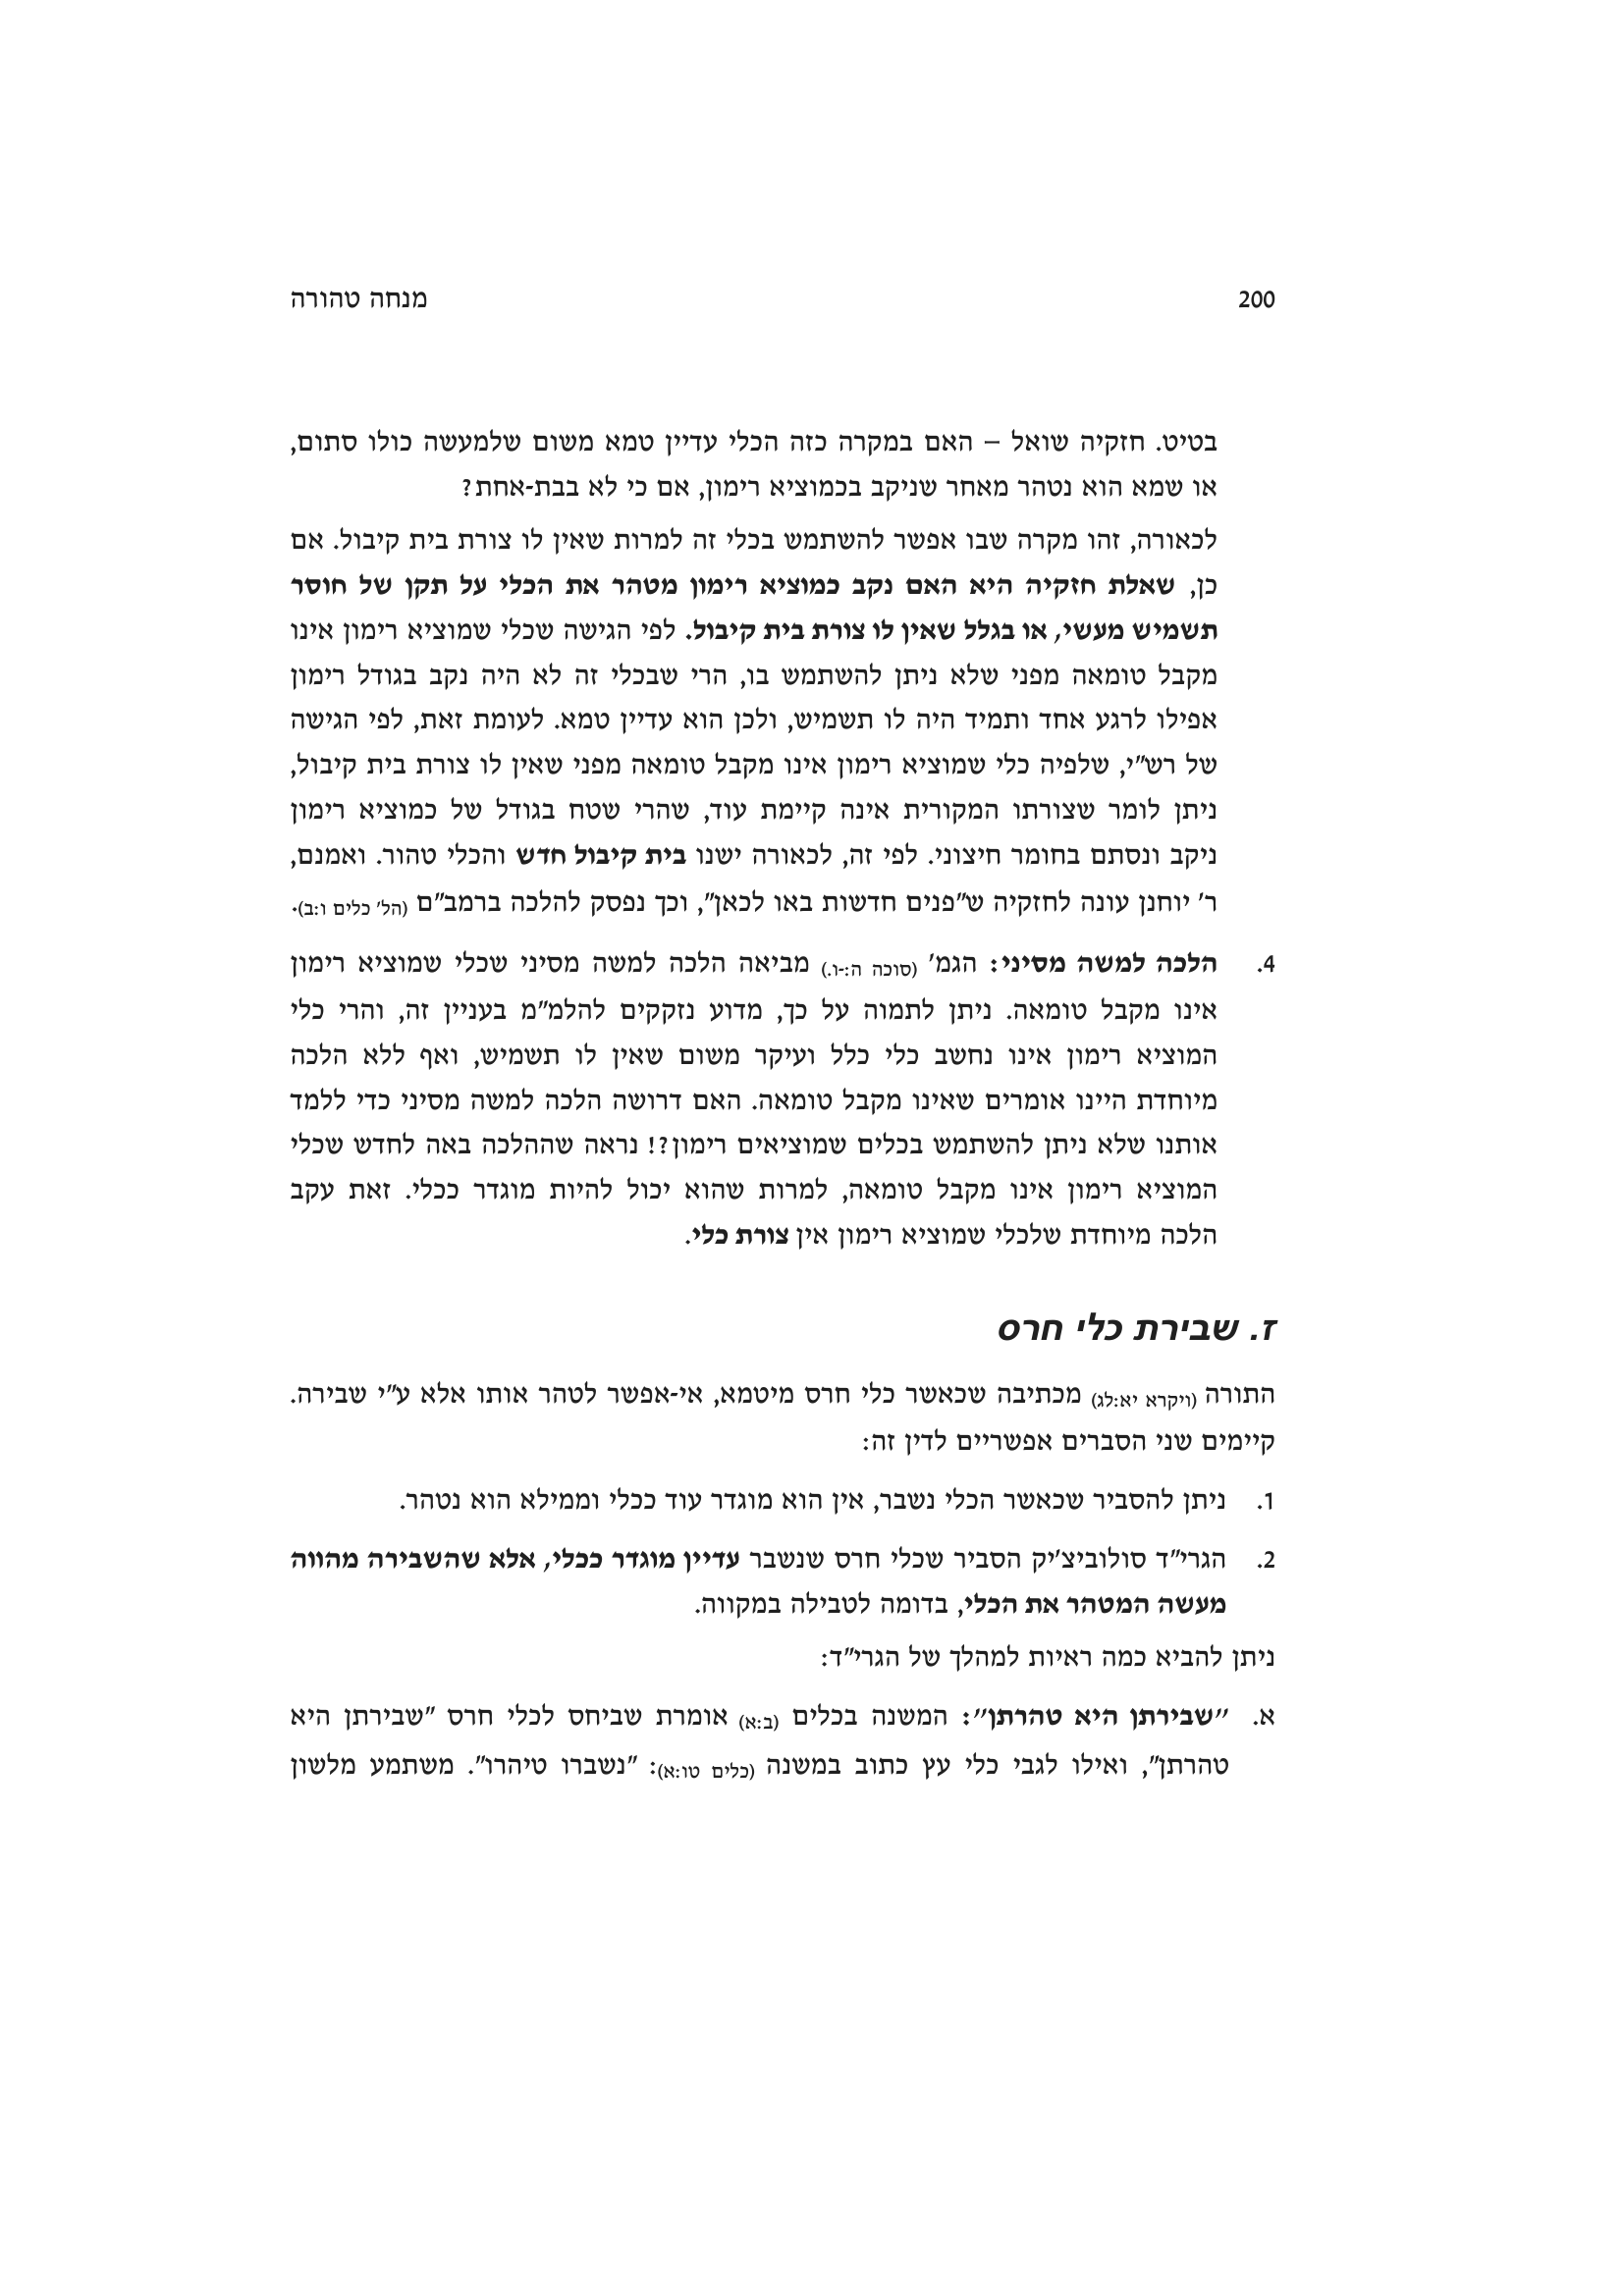 200 מנחה טהורה
בטיט. חזקיה שואל – האם במקרה כזה הכלי עדיין טמא משום שלמעשה כולו סתום,
או שמא הוא נטהר מאחר שניקב בכמוציא רימון, אם כי לא בבת-אחת?
לכאורה, זהו מקרה שבו אפשר להשתמש בכלי זה למרות שאין לו צורת בית קיבול. אם
כן, שאלת חזקיה היא האם נקב כמוציא רימון מטהר את הכלי על תקן של חוסר
תשמיש מעשי, או בגלל שאין לו צורת בית קיבול. לפי הגישה שכלי שמוציא רימון אינו
מקבל טומאה מפני שלא ניתן להשתמש בו, הרי שבכלי זה לא היה נקב בגודל רימון
אפילו לרגע אחד ותמיד היה לו תשמיש, ולכן הוא עדיין טמא. לעומת זאת, לפי הגישה
של רש"י, שלפיה כלי שמוציא רימון אינו מקבל טומאה מפני שאין לו צורת בית קיבול,
ניתן לומר שצורתו המקורית אינה קיימת עוד, שהרי שטח בגודל של כמוציא רימון
ניקב ונסתם בחומר חיצוני. לפי זה, לכאורה ישנו בית קיבול חדש והכלי טהור. ואמנם,
ר' יוחנן עונה לחזקיה ש"פנים חדשות באו לכאן", וכך נפסק להלכה ברמב"ם (הל' כלים ו:ב).
4. הלכה למשה מסיני: הגמ' (סוכה ה:-ו.) מביאה הלכה למשה מסיני שכלי שמוציא רימון
אינו מקבל טומאה. ניתן לתמוה על כך, מדוע נזקקים להלמ"מ בעניין זה, והרי כלי
המוציא רימון אינו נחשב כלי כלל ועיקר משום שאין לו תשמיש, ואף ללא הלכה
מיוחדת היינו אומרים שאינו מקבל טומאה. האם דרושה הלכה למשה מסיני כדי ללמד
אותנו שלא ניתן להשתמש בכלים שמוציאים רימון?! נראה שההלכה באה לחדש שכלי
המוציא רימון אינו מקבל טומאה, למרות שהוא יכול להיות מוגדר ככלי. זאת עקב
הלכה מיוחדת שלכלי שמוציא רימון אין צורת כלי.
ז. שבירת כלי חרס
התורה (ויקרא יא:לג) מכתיבה שכאשר כלי חרס מיטמא, אי-אפשר לטהר אותו אלא ע"י שבירה.
קיימים שני הסברים אפשריים לדין זה:
1. ניתן להסביר שכאשר הכלי נשבר, אין הוא מוגדר עוד ככלי וממילא הוא נטהר.
2. הגרי"ד סולוביצ'יק הסביר שכלי חרס שנשבר עדיין מוגדר ככלי, אלא שהשבירה מהווה
מעשה המטהר את הכלי, בדומה לטבילה במקווה.
ניתן להביא כמה ראיות למהלך של הגרי"ד:
א. "שבירתן היא טהרתן": המשנה בכלים (ב:א) אומרת שביחס לכלי חרס "שבירתן היא
טהרתן", ואילו לגבי כלי עץ כתוב במשנה (כלים טו:א): "נשברו טיהרו". משתמע מלשון